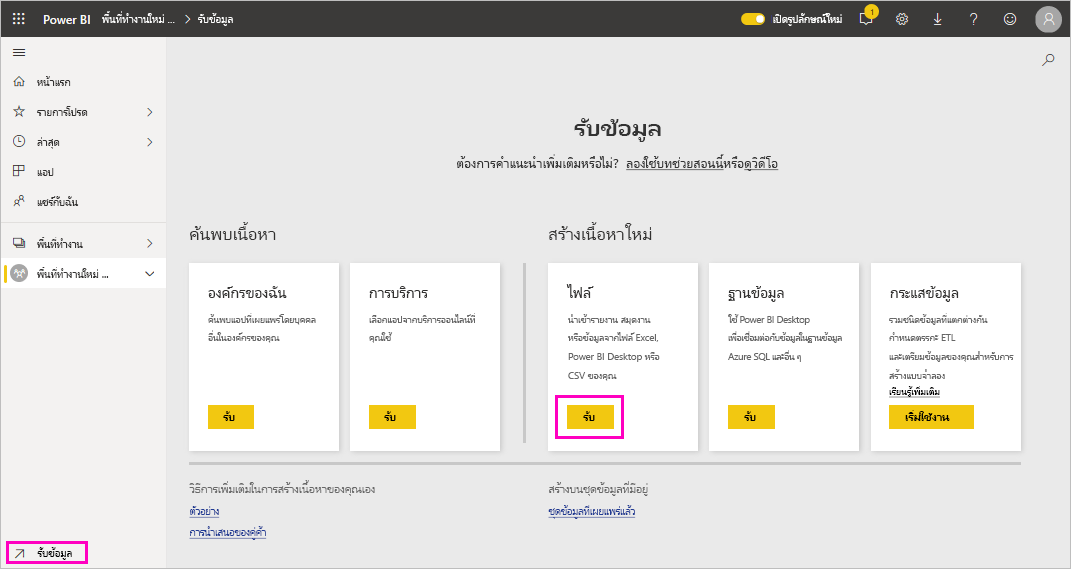 Power BI พื้นที่ทำงานใหม่ ... > รับข้อมูล เปิดรูปลักษณ์ใหม่ 1
หน้าแรก
รายการโปรด
ล่าสุด
แอป
แชร์กับฉัน
พื้นที่ทำงาน
พื้นที่ทำงานใหม่ ...
รับข้อมูล
รับข้อมูล
ต้องการคำแนะนำเพิ่มเติมหรือไม่? ลองใช้บทช่วยสอนนี้หรือดูวิดีโอ
ค้นพบเนื้อหา
องค์กรของฉัน
ค้นพบแอปที่เผยแพร่โดยบุคคล
อื่นในองค์กรของคุณ
รับ
การบริการ
เลือกแอปจากบริการออนไลน์ที่
คุณใช้
รับ
สร้างเนื้อหาใหม่
ไฟล์
นำเข้ารายงาน สมุดงาน
หรือข้อมูลจากไฟล์ Excel,
Power BI Desktop หรือ
CSV ของคุณ
รับ
ฐานข้อมูล
ใช้ Power BI Desktop
เพื่อเชื่อมต่อกับข้อมูลในฐานข้อมูล
Azure SQL และอื่น ๆ
รับ
กระแสข้อมูล
รวมชนิดข้อมูลที่แตกต่างกัน
กำหนดตรรกะ ETL
และเตรียมข้อมูลของคุณสำหรับการ
สร้างแบบจำลอง
เรียนรู้เพิ่มเติม
เริ่มใช้งาน
วิธีการเพิ่มเติมในการสร้างเนื้อหาของคุณเอง
ตัวอย่าง
การนำเสนอของคู่ค้า
สร้างบนชุดข้อมูลที่มีอยู่
ชุดข้อมูลที่เผยแพร่แล้ว